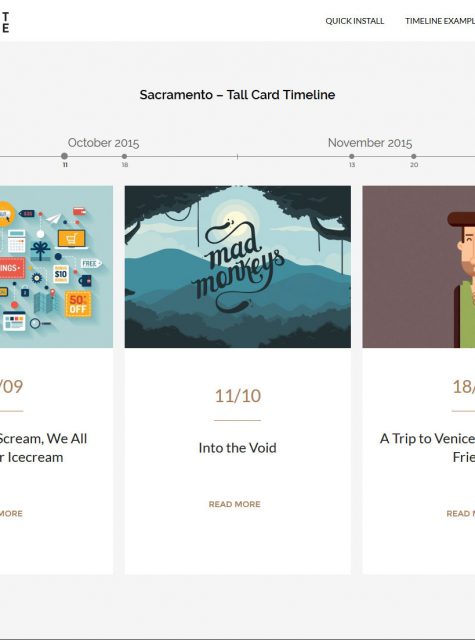 T
E
QUICK INSTALL
TIMELINE EXAMPL
Sacramento – Tall Card Timeline
October 2015
November 2015
11
18
13
20
FREE
$10
50%
OFF
mad
monkeys
/09
11/10
18/
Scream, We All
r Icecream
Into the Void
A Trip to Venice
Frie
MORE
READ MORE
READ M